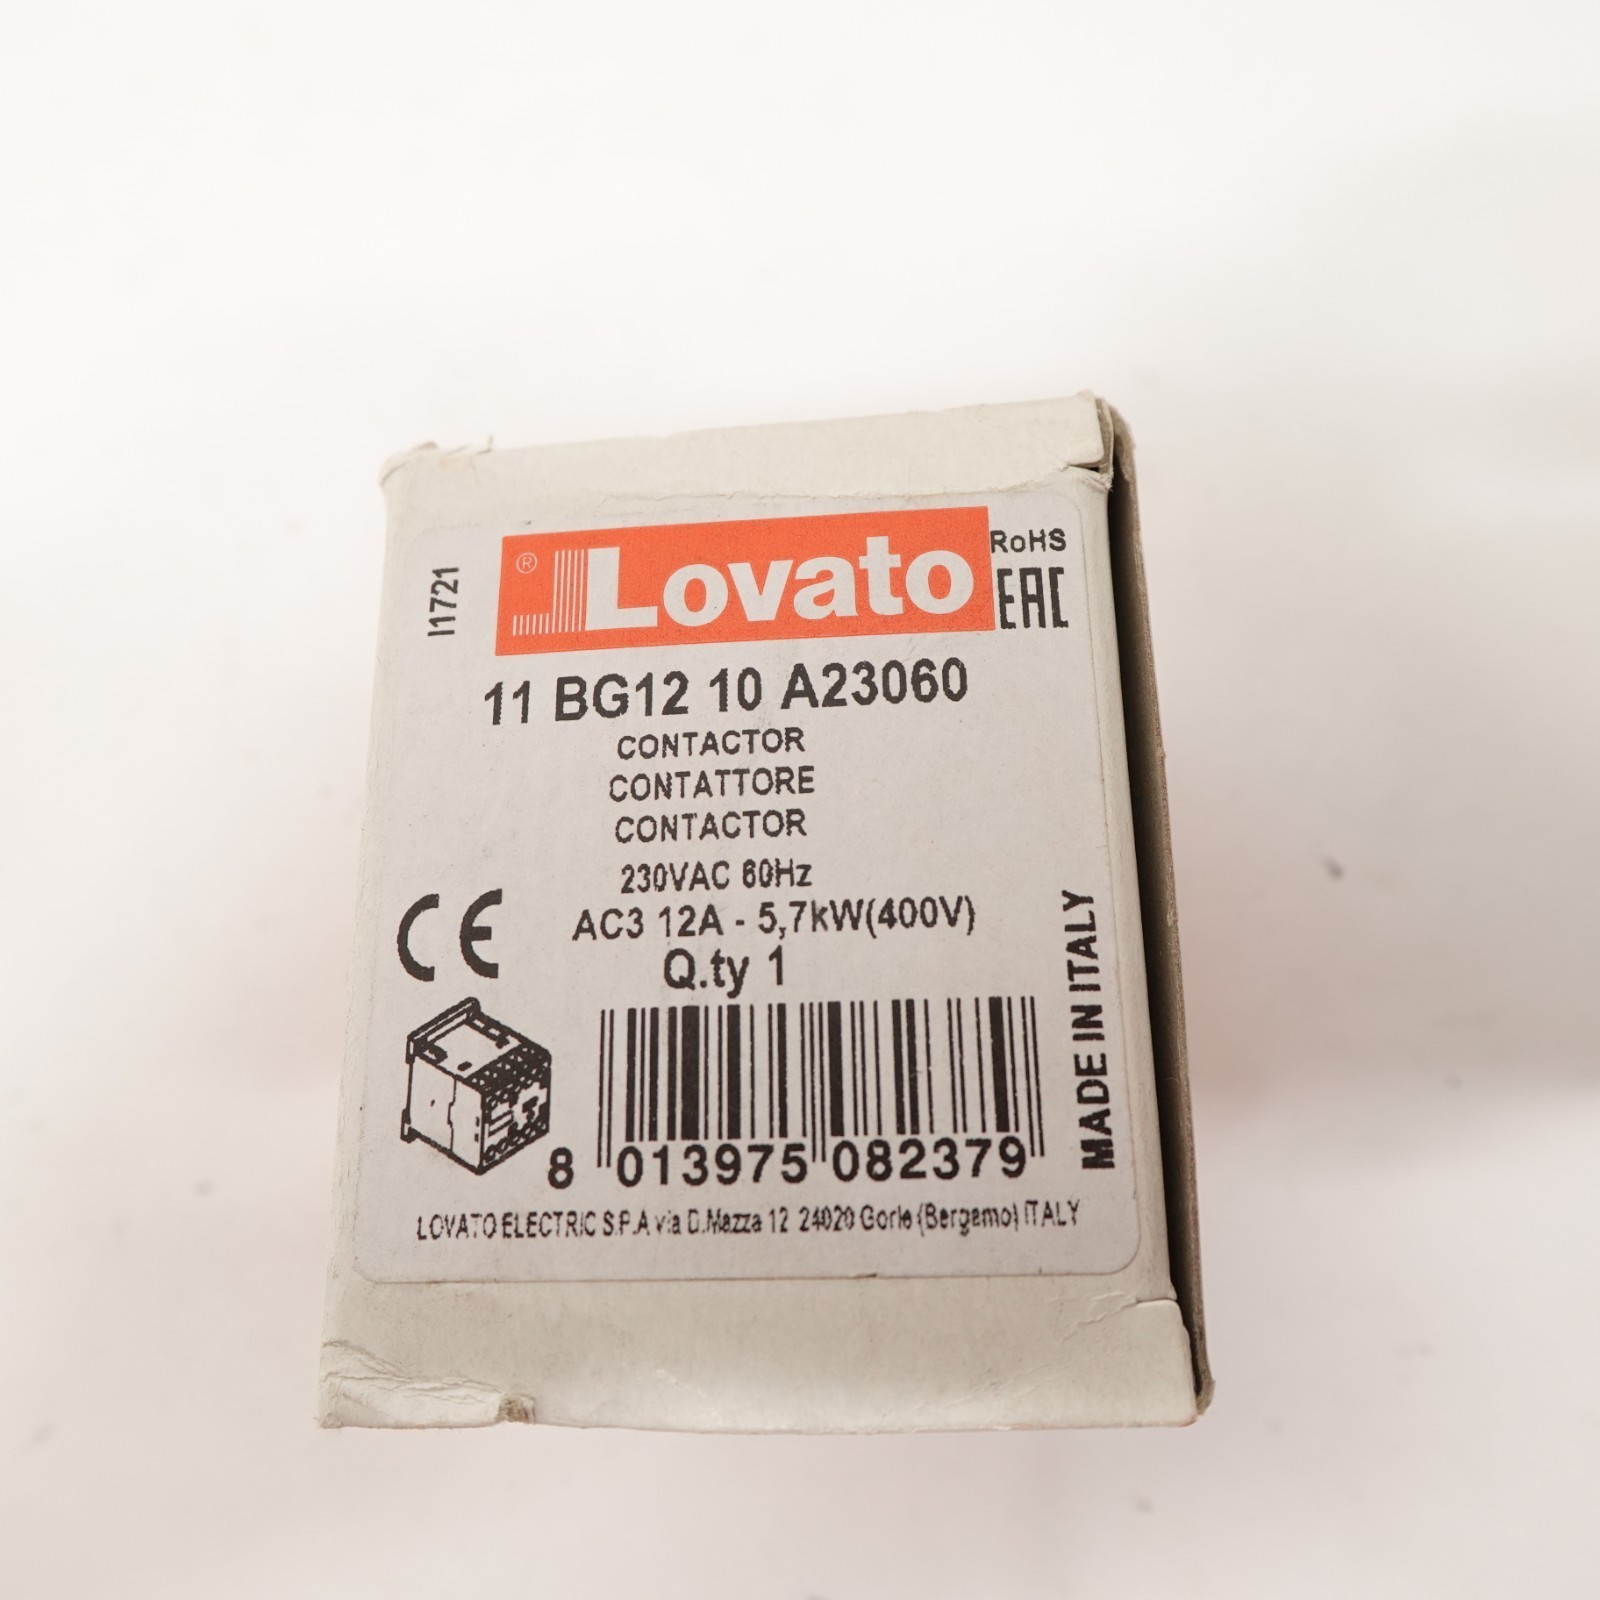 I1721
® Lovato
RoHS
EAC
11 BG12 10 A23060
CONTACTOR
CONTATTORE
CONTACTOR
230VAC 60Hz
AC3 12A - 5,7kW(400V)
CE
Q.ty 1
MADE IN ITALY
8 013975 082379
LOVATO ELECTRIC S.P.A via D.Mazza 12 24020 Gorle (Bergamo) ITALY